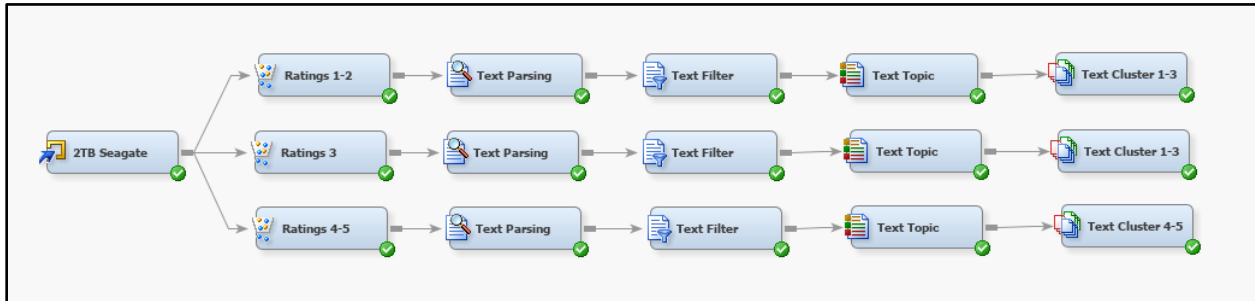 Ratings 1-2
Text Parsing
Text Filter
Text Topic
Text Cluster 1-3
2TB Seagate
Ratings 3
Text Parsing
Text Filter
Text Topic
Text Cluster 1-3
Ratings 4-5
Text Parsing
Text Filter
Text Topic
Text Cluster 4-5